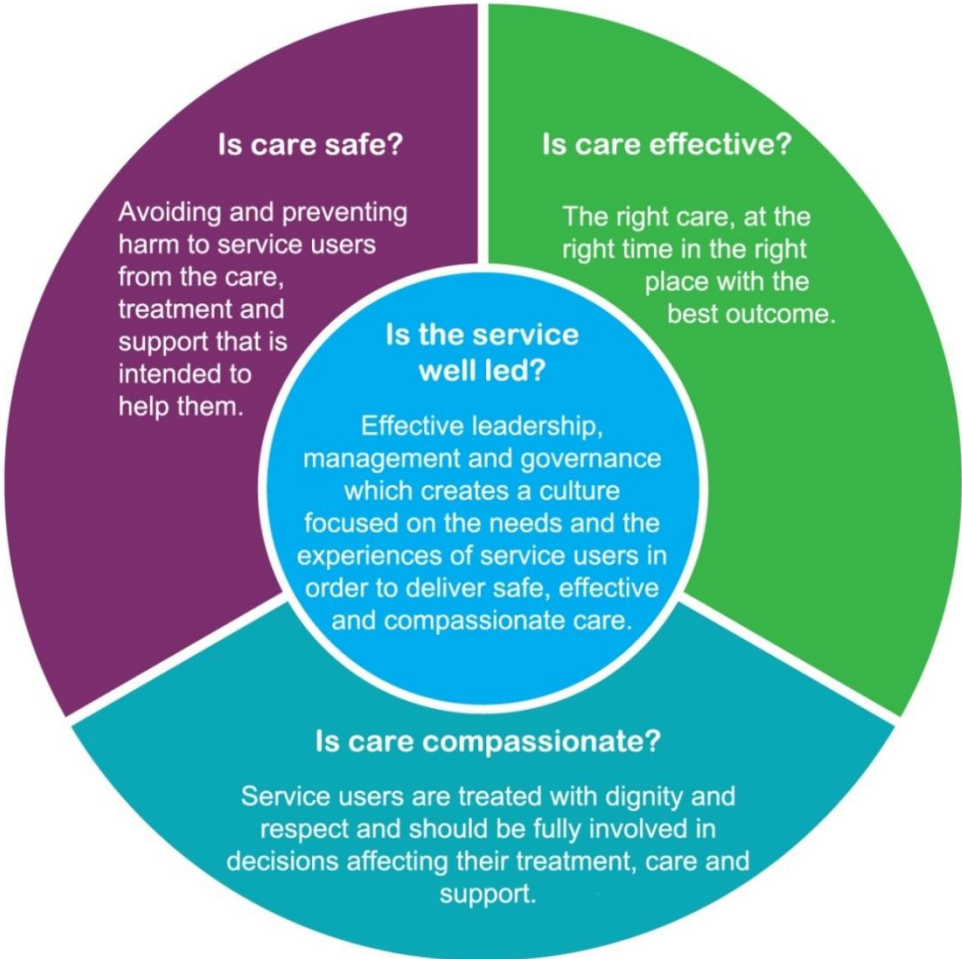 Is care safe?
Avoiding and preventing
harm to service users
from the care,
treatment and
support that is
intended to
help them.
Is care effective?
The right care, at the
right time in the right
place with the
best outcome.
Is the service
well led?
Effective leadership,
management and governance
which creates a culture
focused on the needs and the
experiences of service users in
order to deliver safe, effective
and compassionate care.
Is care compassionate?
Service users are treated with dignity and
respect and should be fully involved in
decisions affecting their treatment, care and
support.